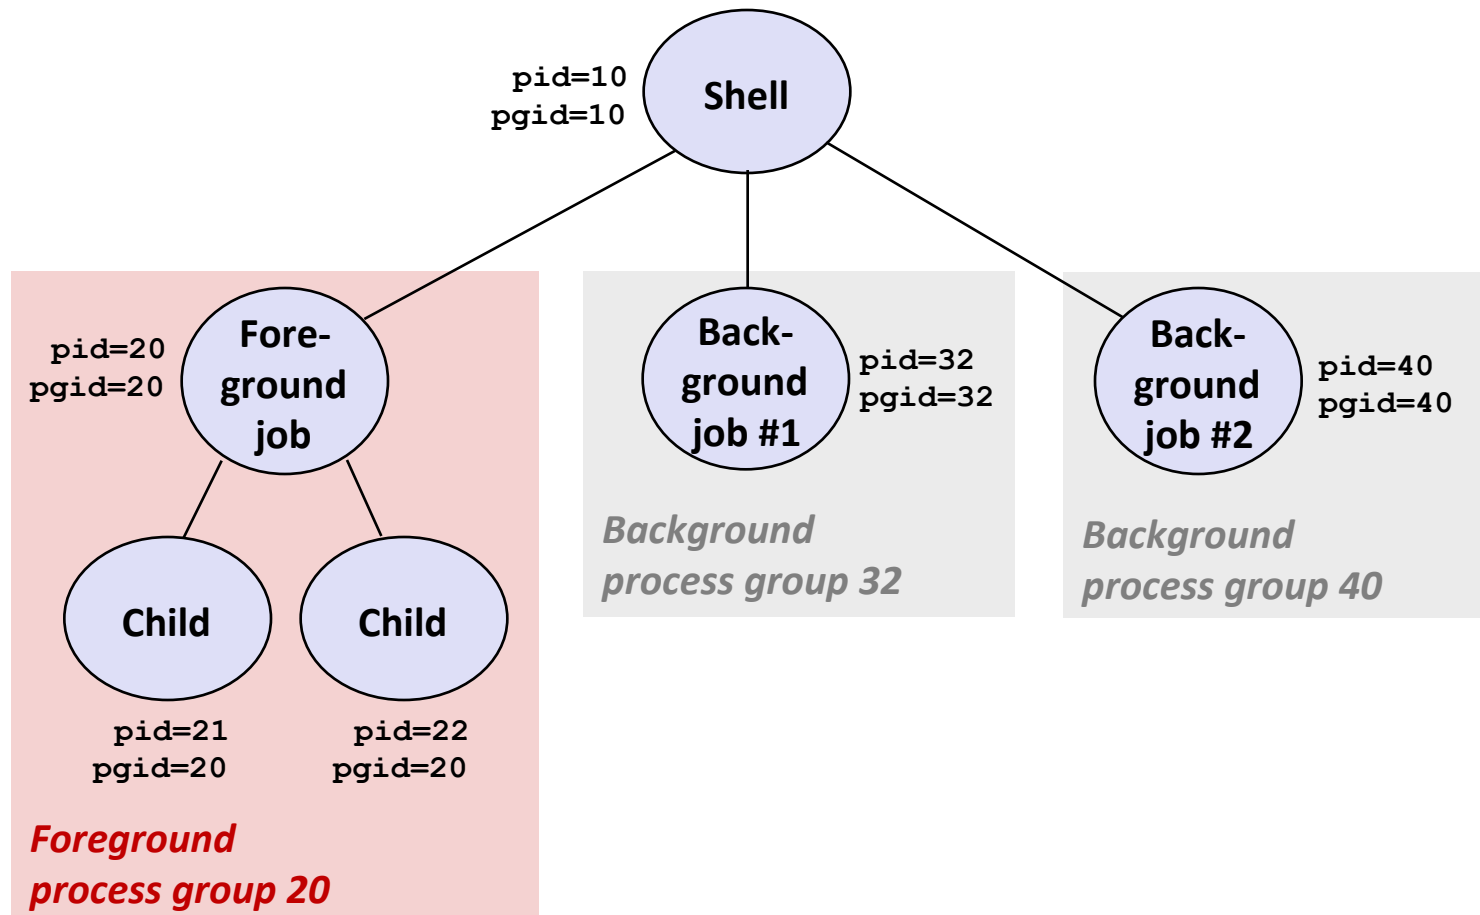 pid=10
pgid=10
Shell
pid=20
pgid=20
Fore-
ground
job
Back-
ground
job #1
pid=32
pgid=32
Back-
ground
job #2
pid=40
pgid=40
Background
process group 32
Background
process group 40
Child
Child
pid=21
pgid=20
pid=22
pgid=20
Foreground
process group 20